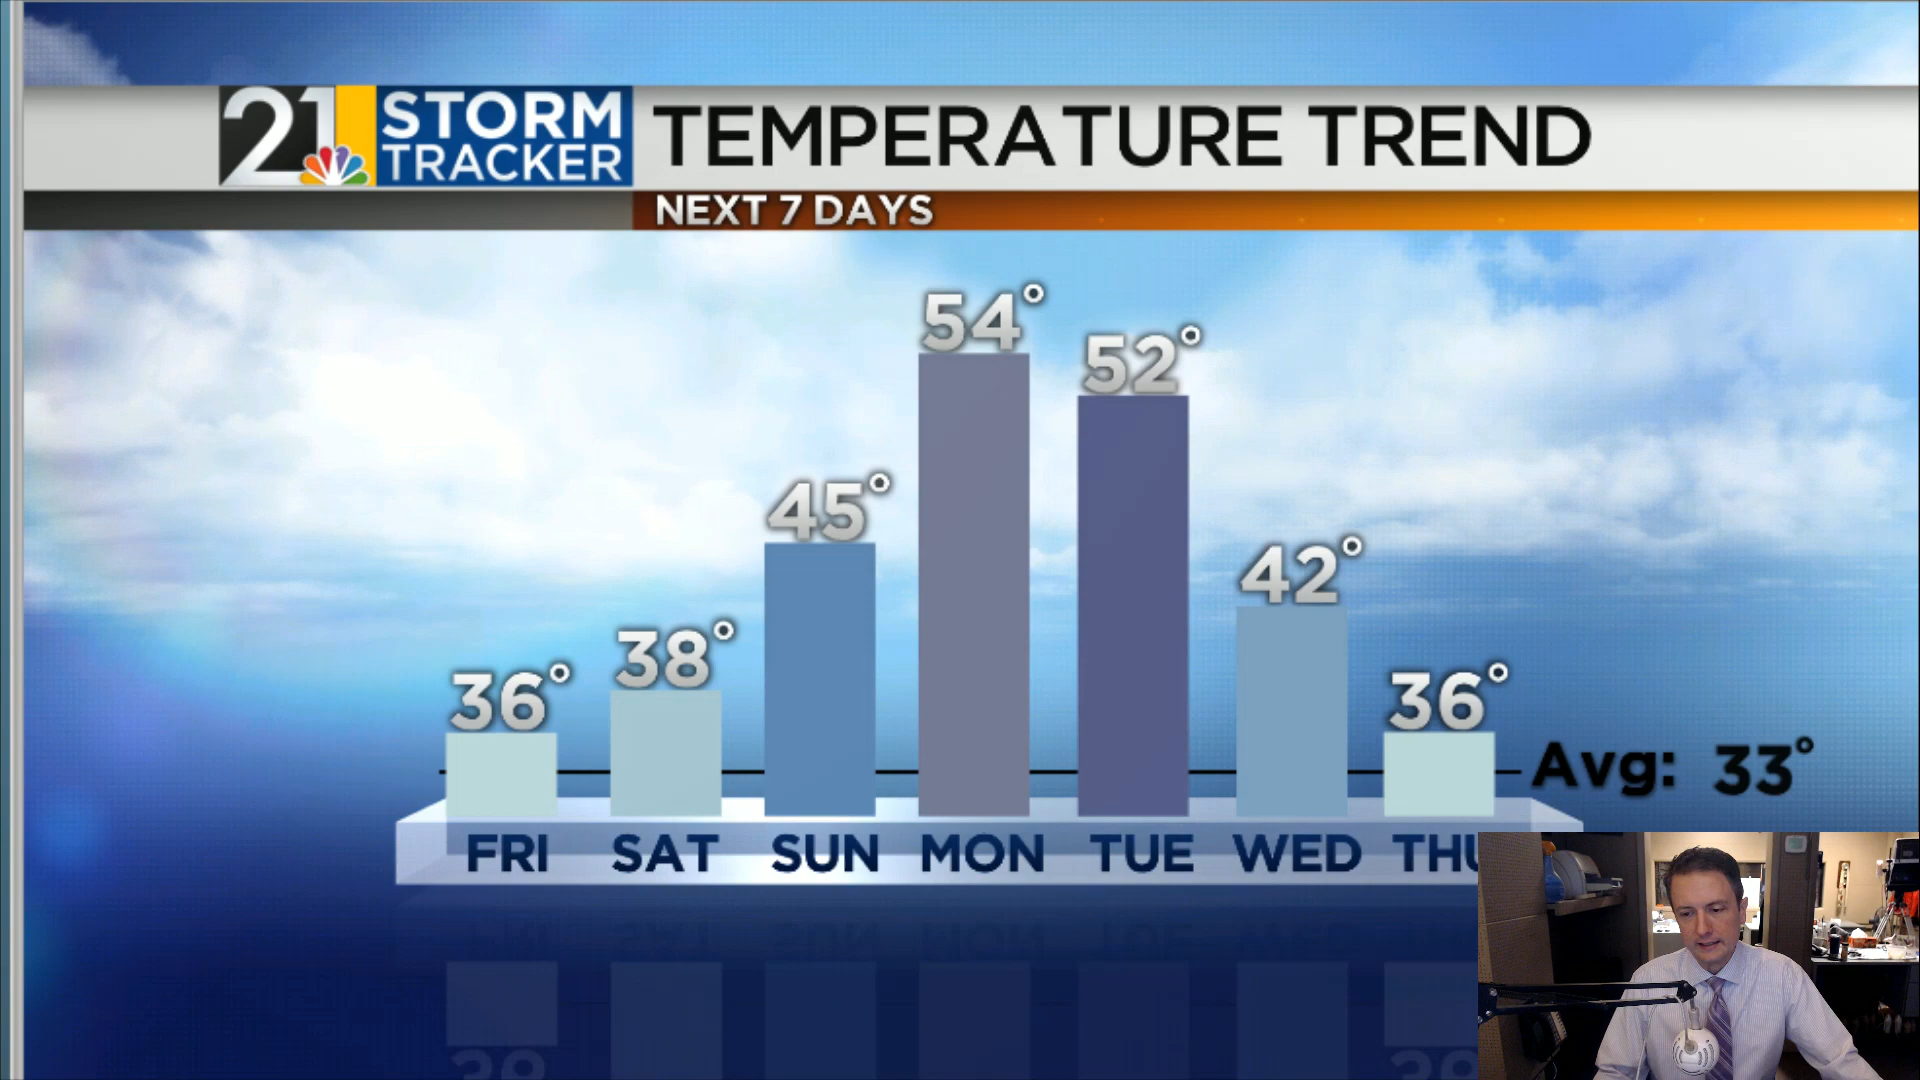 21 STORM TRACKER
TEMPERATURE TREND
NEXT 7 DAYS
54°
52°
45°
42°
38°
36°
36°
Avg: 33°
FRI SAT SUN MON TUE WED THU